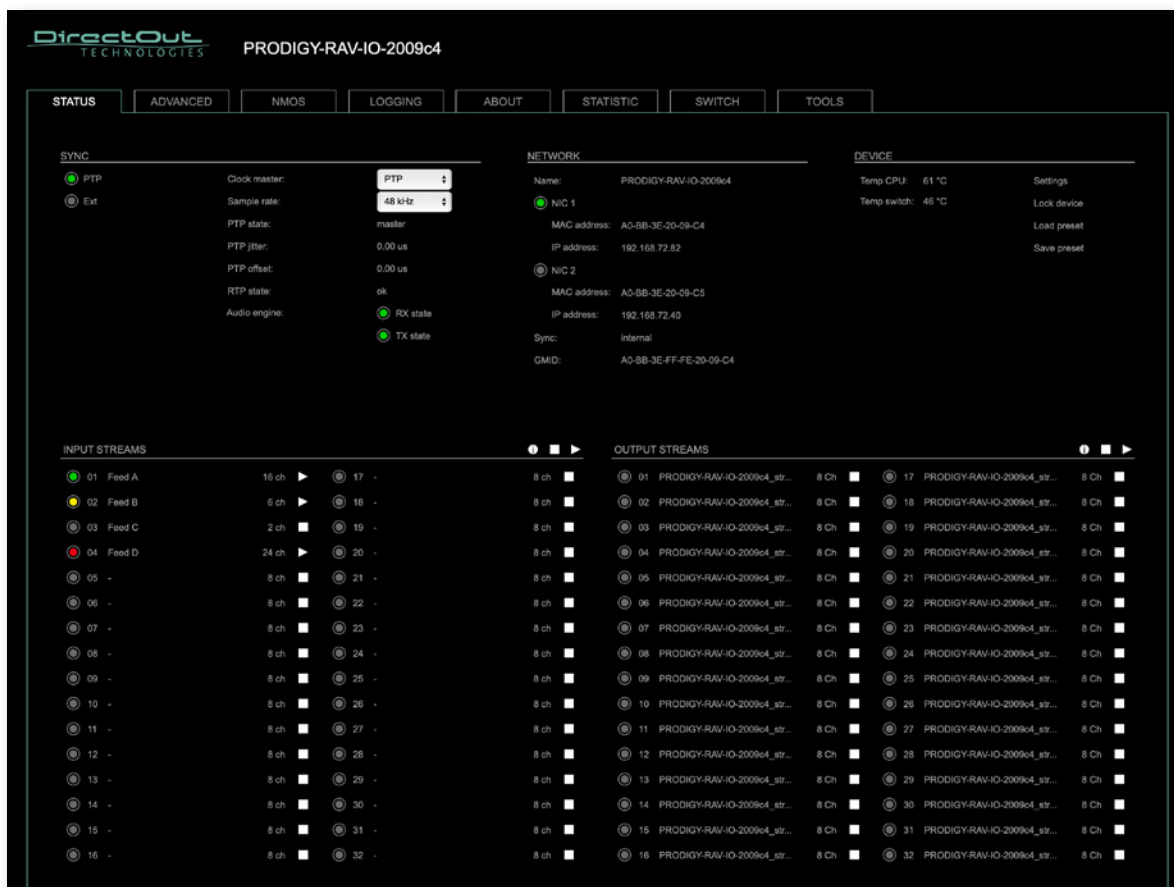 DirectOut
TECHNOLOGIES
PRODIGY-RAV-IO-2009c4
STATUS ADVANCED NMOS LOGGING ABOUT STATISTIC SWITCH TOOLS
SYNC
PTP
Ext
Clock master: PTP
Sample rate: 48 kHz
PTP state: master
PTP jitter: 0.00 us
PTP offset: 0.00 us
RTP state: ok
Audio engine: RX state
TX state
NETWORK
Name: PRODIGY-RAV-IO-2009c4
NIC 1
MAC address: A0-BB-3E-20-09-C4
IP address: 192.168.72.82
NIC 2
MAC address: A0-BB-3E-20-09-C5
IP address: 192.168.72.40
Sync: internal
GMID: A0-BB-3E-FF-FE-20-09-C4
DEVICE
Temp CPU: 61 °C
Temp switch: 46 °C
Settings
Lock device
Load preset
Save preset
INPUT STREAMS
01 Feed A 16 ch
02 Feed B 6 ch
03 Feed C 2 ch
04 Feed D 24 ch
05 - 8 ch
06 - 8 ch
07 - 8 ch
08 - 8 ch
09 - 8 ch
10 - 8 ch
11 - 8 ch
12 - 8 ch
13 - 8 ch
14 - 8 ch
15 - 8 ch
16 - 8 ch
17 - 8 ch
18 - 8 ch
19 - 8 ch
20 - 8 ch
21 - 8 ch
22 - 8 ch
23 - 8 ch
24 - 8 ch
25 - 8 ch
26 - 8 ch
27 - 8 ch
28 - 8 ch
29 - 8 ch
30 - 8 ch
31 - 8 ch
32 - 8 ch
OUTPUT STREAMS
01 PRODIGY-RAV-IO-2009c4_str... 8 Ch
02 PRODIGY-RAV-IO-2009c4_str... 8 Ch
03 PRODIGY-RAV-IO-2009c4_str... 8 Ch
04 PRODIGY-RAV-IO-2009c4_str... 8 Ch
05 PRODIGY-RAV-IO-2009c4_str... 8 Ch
06 PRODIGY-RAV-IO-2009c4_str... 8 Ch
07 PRODIGY-RAV-IO-2009c4_str... 8 Ch
08 PRODIGY-RAV-IO-2009c4_str... 8 Ch
09 PRODIGY-RAV-IO-2009c4_str... 8 Ch
10 PRODIGY-RAV-IO-2009c4_str... 8 Ch
11 PRODIGY-RAV-IO-2009c4_str... 8 Ch
12 PRODIGY-RAV-IO-2009c4_str... 8 Ch
13 PRODIGY-RAV-IO-2009c4_str... 8 Ch
14 PRODIGY-RAV-IO-2009c4_str... 8 Ch
15 PRODIGY-RAV-IO-2009c4_str... 8 Ch
16 PRODIGY-RAV-IO-2009c4_str... 8 Ch
17 PRODIGY-RAV-IO-2009c4_str... 8 Ch
18 PRODIGY-RAV-IO-2009c4_str... 8 Ch
19 PRODIGY-RAV-IO-2009c4_str... 8 Ch
20 PRODIGY-RAV-IO-2009c4_str... 8 Ch
21 PRODIGY-RAV-IO-2009c4_str... 8 Ch
22 PRODIGY-RAV-IO-2009c4_str... 8 Ch
23 PRODIGY-RAV-IO-2009c4_str... 8 Ch
24 PRODIGY-RAV-IO-2009c4_str... 8 Ch
25 PRODIGY-RAV-IO-2009c4_str... 8 Ch
26 PRODIGY-RAV-IO-2009c4_str... 8 Ch
27 PRODIGY-RAV-IO-2009c4_str... 8 Ch
28 PRODIGY-RAV-IO-2009c4_str... 8 Ch
29 PRODIGY-RAV-IO-2009c4_str... 8 Ch
30 PRODIGY-RAV-IO-2009c4_str... 8 Ch
31 PRODIGY-RAV-IO-2009c4_str... 8 Ch
32 PRODIGY-RAV-IO-2009c4_str... 8 Ch